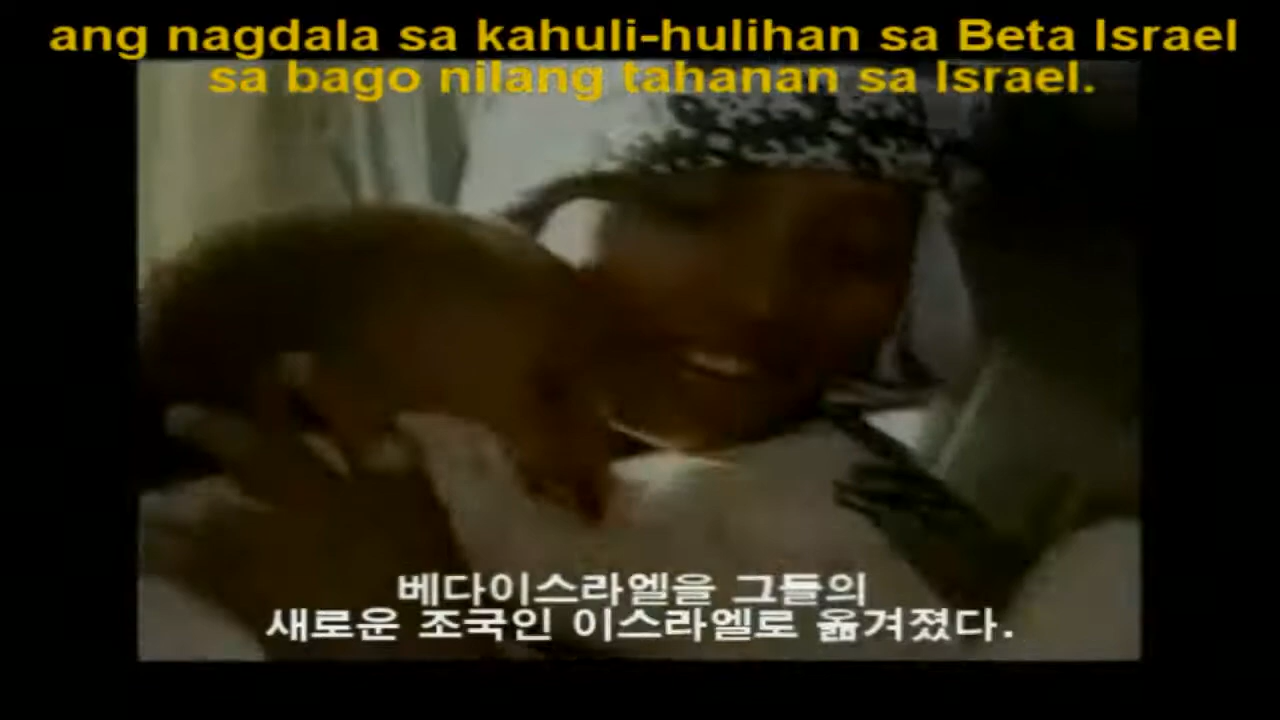 ang nagdala sa kahuli-hulihan sa Beta Israel
sa bago nilang tahanan sa Israel.
베다이스라엘을 그들의
새로운 조국인 이스라엘로 옮겨졌다.